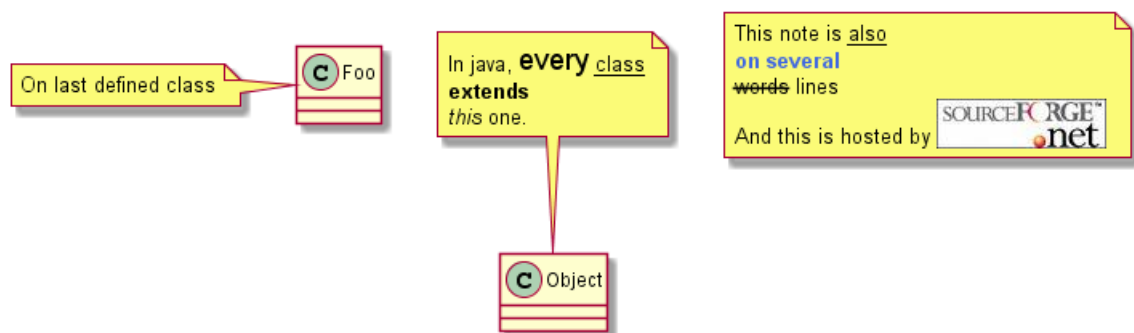 On last defined class
C Foo
In java, every class
extends
this one.
C Object
This note is also
on several
words lines
And this is hosted by SOURCEFORGE™ .net